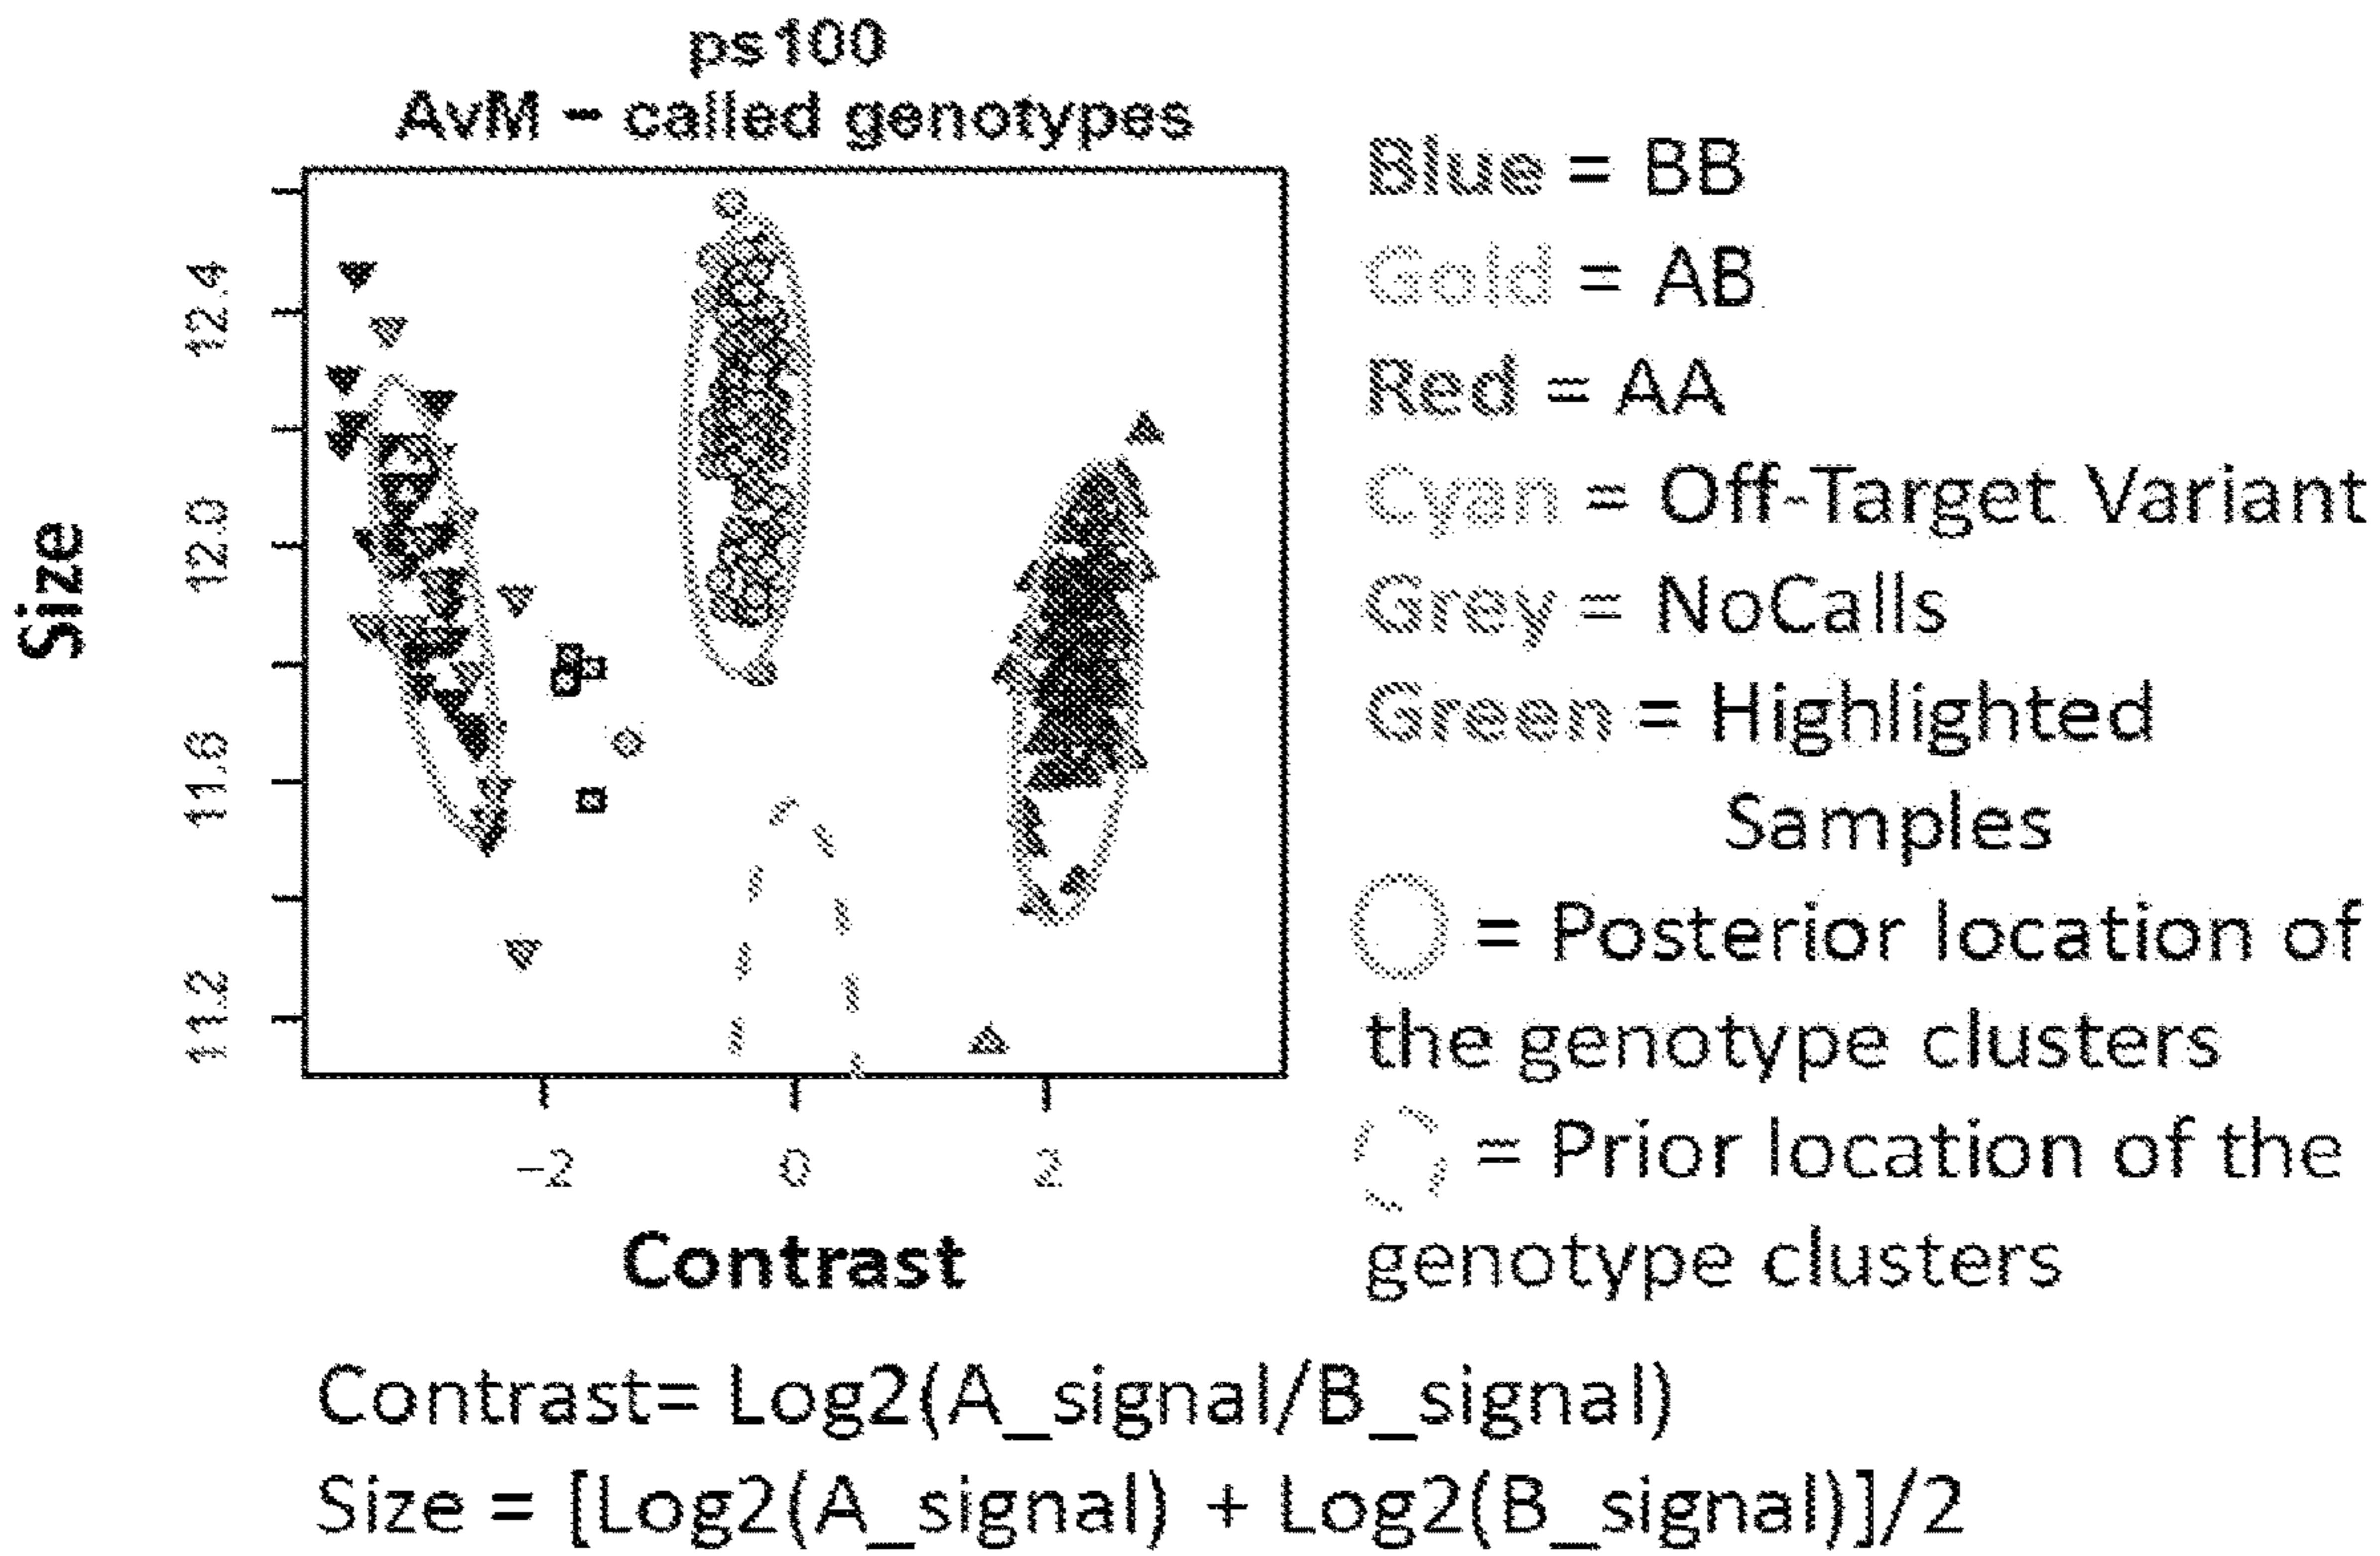 ps100
AvM – called genotypes
Size
12.4
12.0
11.6
11.2
-2 0 2
Contrast
Blue = BB
Gold = AB
Red = AA
Cyan = Off-Target Variant
Grey = NoCalls
Green = Highlighted
Samples
= Posterior location of
the genotype clusters
= Prior location of the
genotype clusters
Contrast= Log2(A_signal/B_signal)
Size = [Log2(A_signal) + Log2(B_signal)]/2